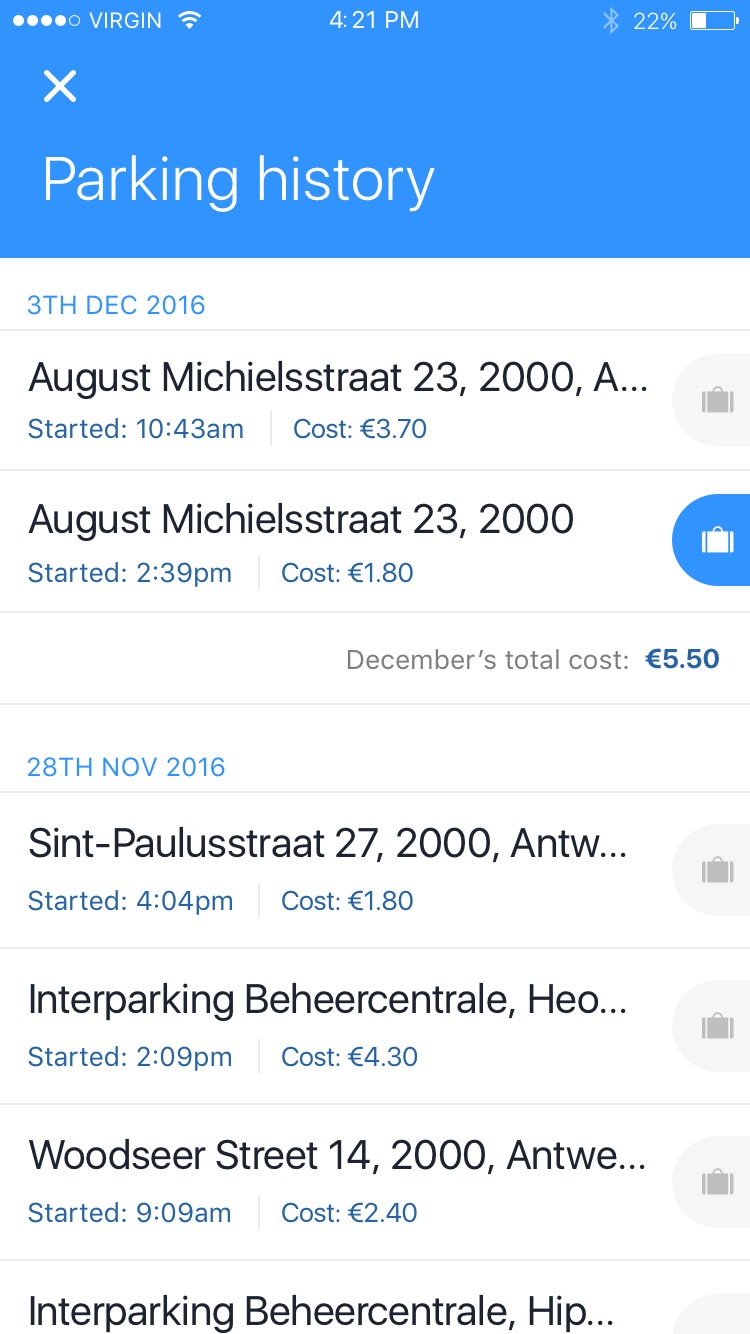 VIRGIN 4:21 PM 22%
Parking history
3TH DEC 2016
August Michielsstraat 23, 2000, A...
Started: 10:43am Cost: €3.70
August Michielsstraat 23, 2000
Started: 2:39pm Cost: €1.80
December’s total cost: €5.50
28TH NOV 2016
Sint-Paulusstraat 27, 2000, Antw...
Started: 4:04pm Cost: €1.80
Interparking Beheercentrale, Heo...
Started: 2:09pm Cost: €4.30
Woodseer Street 14, 2000, Antwe...
Started: 9:09am Cost: €2.40
Interparking Beheercentrale, Hip...